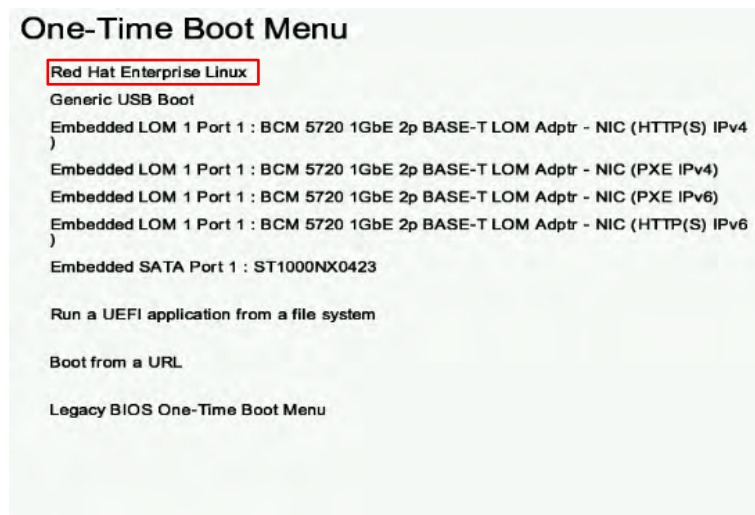 One-Time Boot Menu
Red Hat Enterprise Linux
Generic USB Boot
Embedded LOM 1 Port 1 : BCM 5720 1GbE 2p BASE-T LOM Adptr - NIC (HTTP(S) IPv4
)
Embedded LOM 1 Port 1 : BCM 5720 1GbE 2p BASE-T LOM Adptr - NIC (PXE IPv4)
Embedded LOM 1 Port 1 : BCM 5720 1GbE 2p BASE-T LOM Adptr - NIC (PXE IPv6)
Embedded LOM 1 Port 1 : BCM 5720 1GbE 2p BASE-T LOM Adptr - NIC (HTTP(S) IPv6
)
Embedded SATA Port 1 : ST1000NX0423
Run a UEFI application from a file system
Boot from a URL
Legacy BIOS One-Time Boot Menu